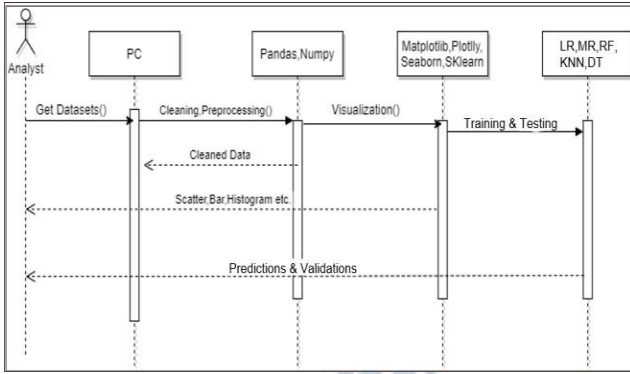 Analyst
PC
Pandas,Numpy
Matplotlib,Plotlly,
Seaborn,SKlearn
LR,MR,RF,
KNN,DT
Get Datasets()
Cleaning,Preprocessing()
Visualization()
Training & Testing
Cleaned Data
Scatter,Bar,Histogram etc.
Predictions & Validations